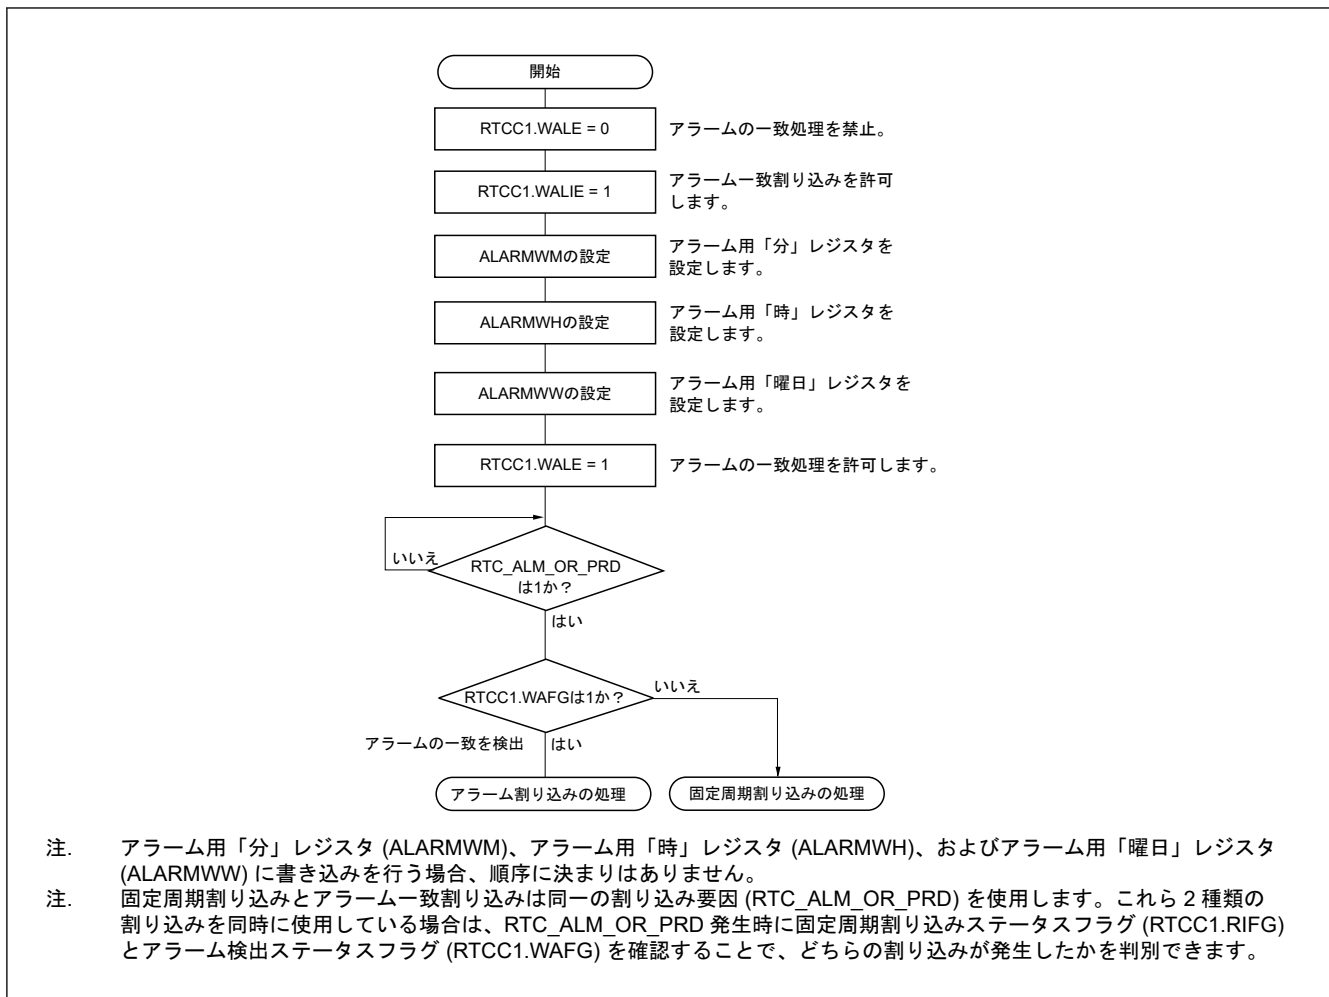 開始
RTCC1.WALE = 0
アラームの一致処理を禁止。
RTCC1.WALIE = 1
アラーム一致割り込みを許可
します。
ALARMWMの設定
アラーム用「分」レジスタを
設定します。
ALARMWHの設定
アラーム用「時」レジスタを
設定します。
ALARMWWの設定
アラーム用「曜日」レジスタを
設定します。
RTCC1.WALE = 1
アラームの一致処理を許可します。
いいえ
RTC_ALM_OR_PRD
は1か？
はい
RTCC1.WAFGは1か？
いいえ
アラームの一致を検出
はい
アラーム割り込みの処理
固定周期割り込みの処理
注. アラーム用「分」レジスタ (ALARMWM)、アラーム用「時」レジスタ (ALARMWH)、およびアラーム用「曜日」レジスタ
(ALARMWW) に書き込みを行う場合、順序に決まりはありません。
注. 固定周期割り込みとアラーム一致割り込みは同一の割り込み要因 (RTC_ALM_OR_PRD) を使用します。これら 2 種類の
割り込みを同時に使用している場合は、RTC_ALM_OR_PRD 発生時に固定周期割り込みステータスフラグ (RTCC1.RIFG)
とアラーム検出ステータスフラグ (RTCC1.WAFG) を確認することで、どちらの割り込みが発生したかを判別できます。